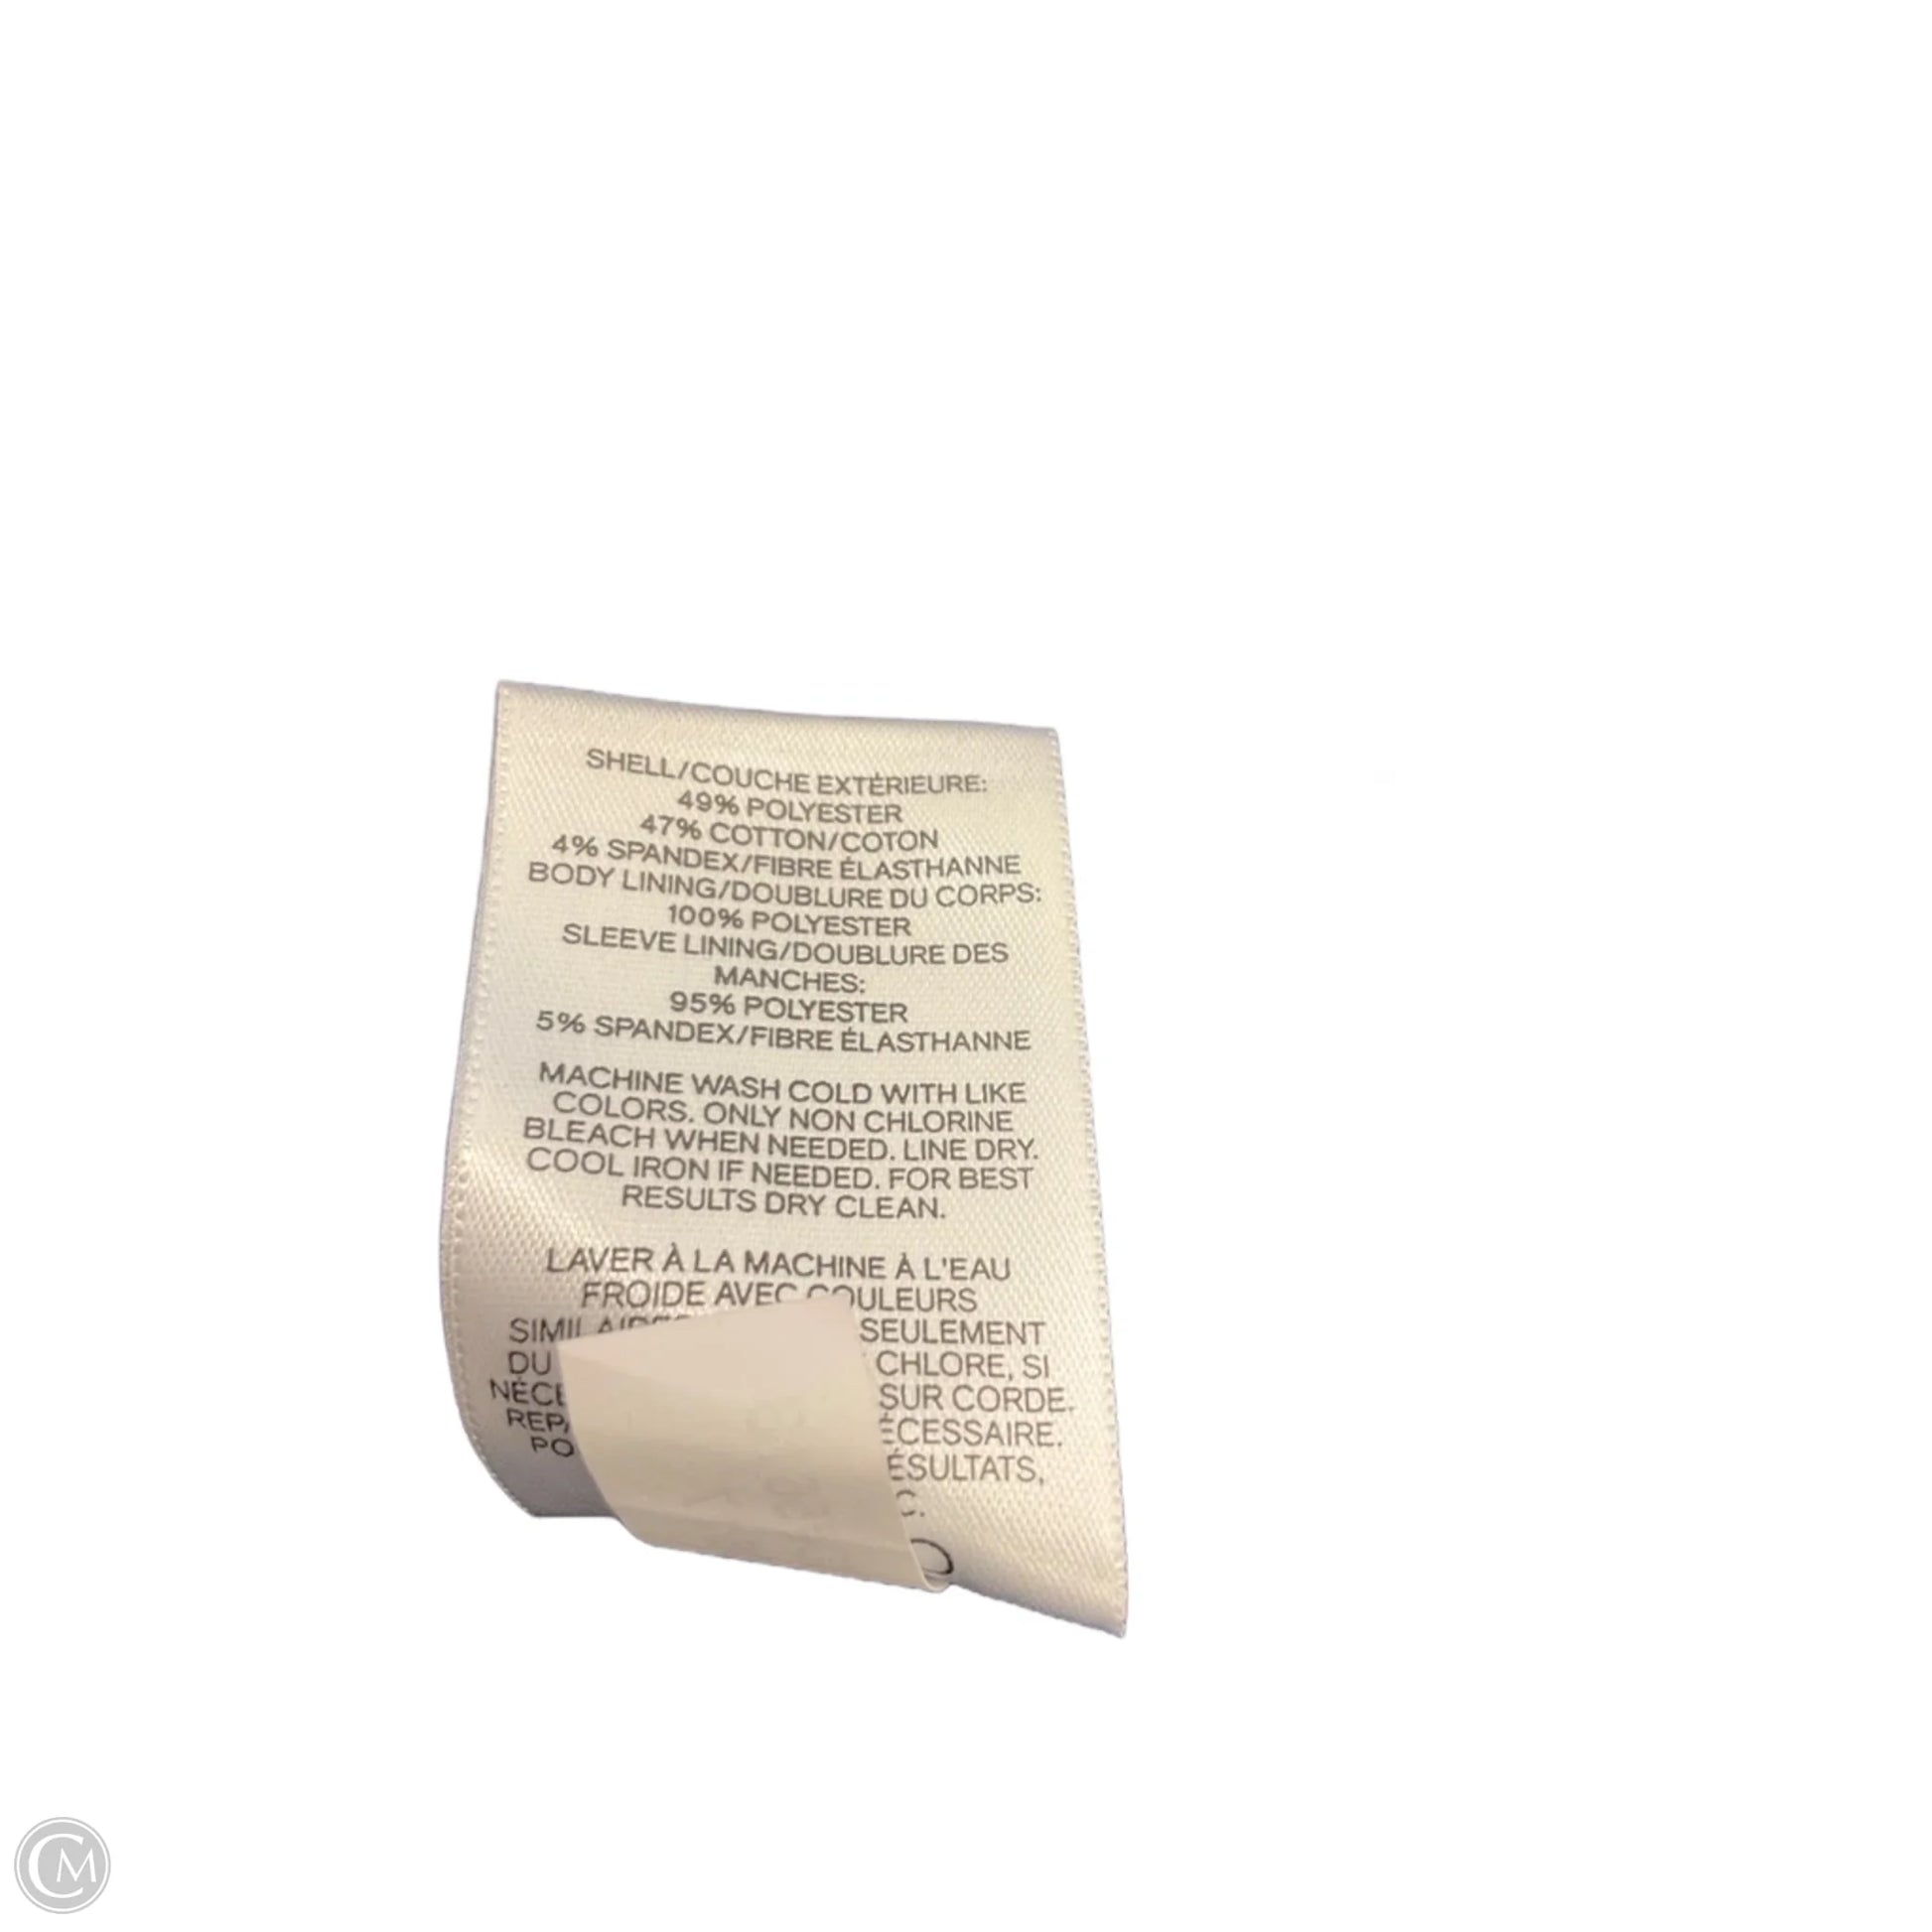 SHELL/COUCHE EXTÉRIEURE:
49% POLYESTER
47% COTTON/COTON
4% SPANDEX/FIBRE ÉLASTHANNE
BODY LINING/DOUBLURE DU CORPS:
100% POLYESTER
SLEEVE LINING/DOUBLURE DES
MANCHES:
95% POLYESTER
5% SPANDEX/FIBRE ÉLASTHANNE
MACHINE WASH COLD WITH LIKE
COLORS. ONLY NON CHLORINE
BLEACH WHEN NEEDED. LINE DRY.
COOL IRON IF NEEDED. FOR BEST
RESULTS DRY CLEAN.
LAVER À LA MACHINE À L'EAU
FROIDE AVEC COULEURS
SEULEMENT
DU CHLORE, SI
SUR CORDE.
CM